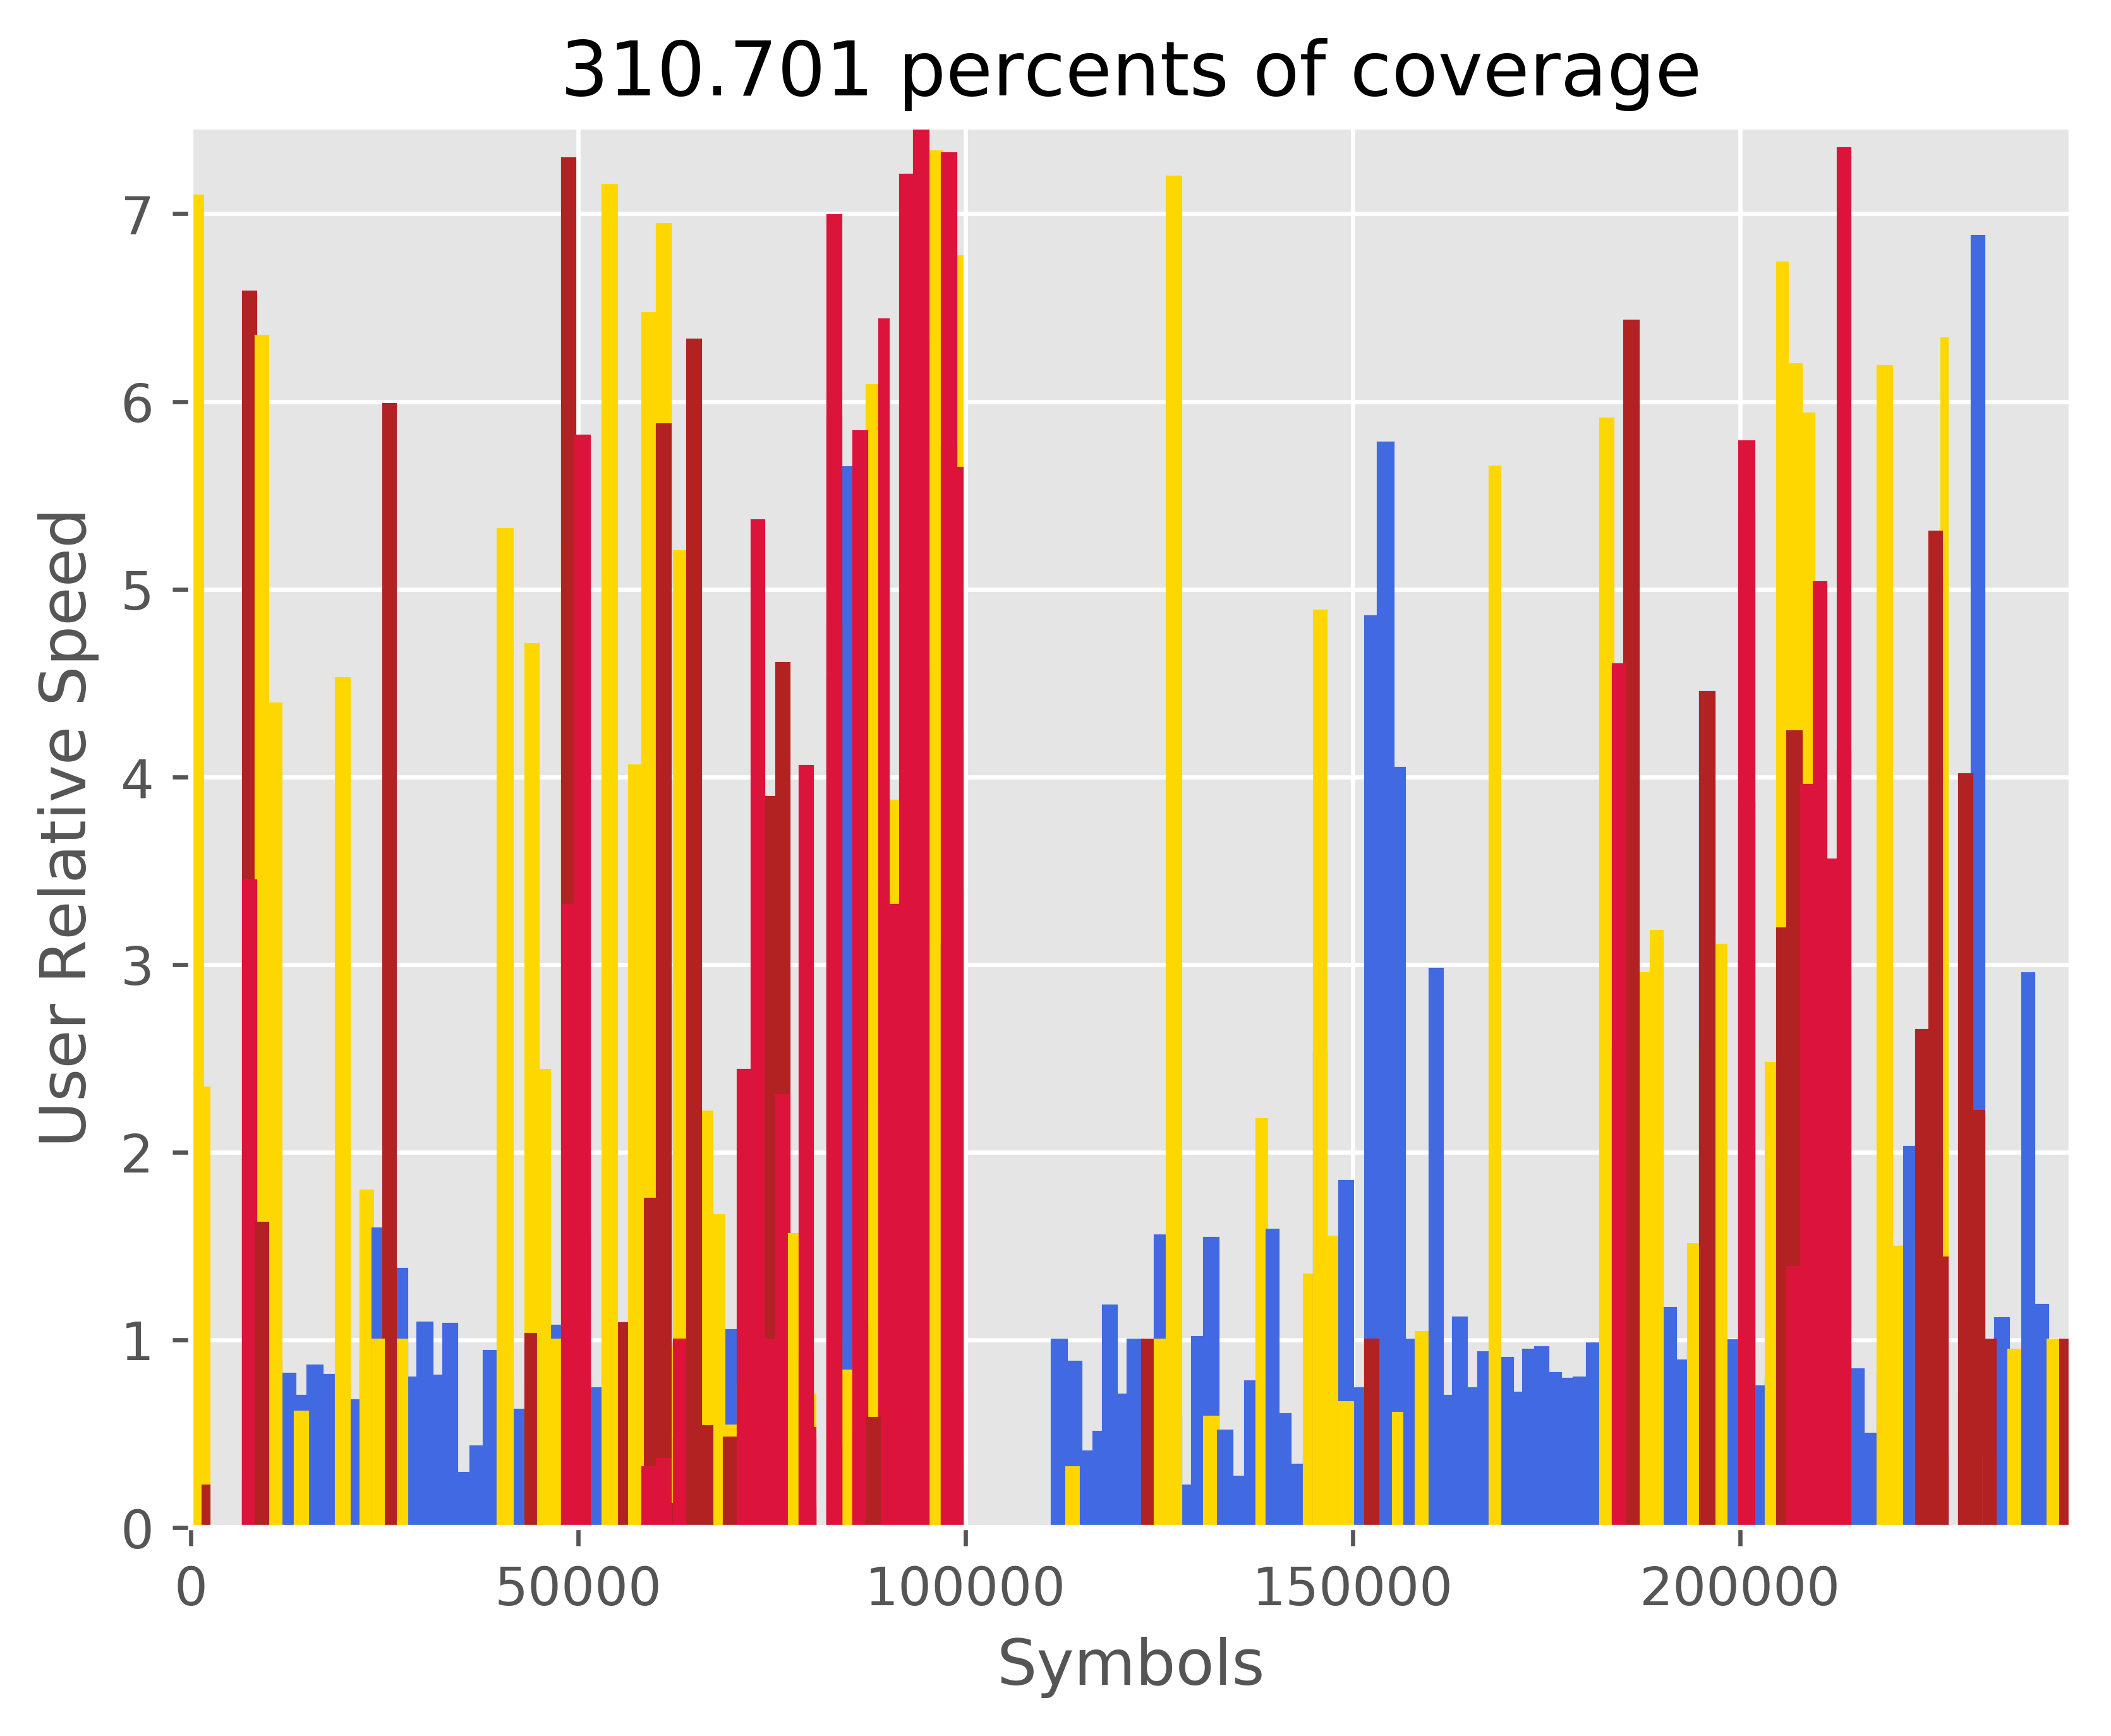 310.701 percents of coverage
7
6
5
4
3
2
1
0
User Relative Speed
0 50000 100000 150000 200000
Symbols